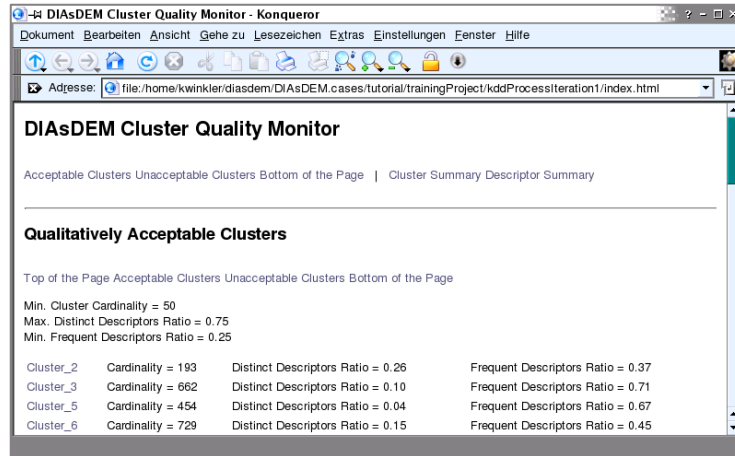 DIAsDEM Cluster Quality Monitor - Konqueror
Dokument Bearbeiten Ansicht Gehe zu Lesezeichen Extras Einstellungen Fenster Hilfe
Adresse: file:/home/kwinkler/diasdem/DIAsDEM.cases/tutorial/trainingProject/kddProcessIteration1/index.html
DIAsDEM Cluster Quality Monitor
Acceptable Clusters Unacceptable Clusters Bottom of the Page | Cluster Summary Descriptor Summary
Qualitatively Acceptable Clusters
Top of the Page Acceptable Clusters Unacceptable Clusters Bottom of the Page
Min. Cluster Cardinality = 50
Max. Distinct Descriptors Ratio = 0.75
Min. Frequent Descriptors Ratio = 0.25
Cluster_2 Cardinality = 193 Distinct Descriptors Ratio = 0.26 Frequent Descriptors Ratio = 0.37
Cluster_3 Cardinality = 662 Distinct Descriptors Ratio = 0.10 Frequent Descriptors Ratio = 0.71
Cluster_5 Cardinality = 454 Distinct Descriptors Ratio = 0.04 Frequent Descriptors Ratio = 0.67
Cluster_6 Cardinality = 729 Distinct Descriptors Ratio = 0.15 Frequent Descriptors Ratio = 0.45